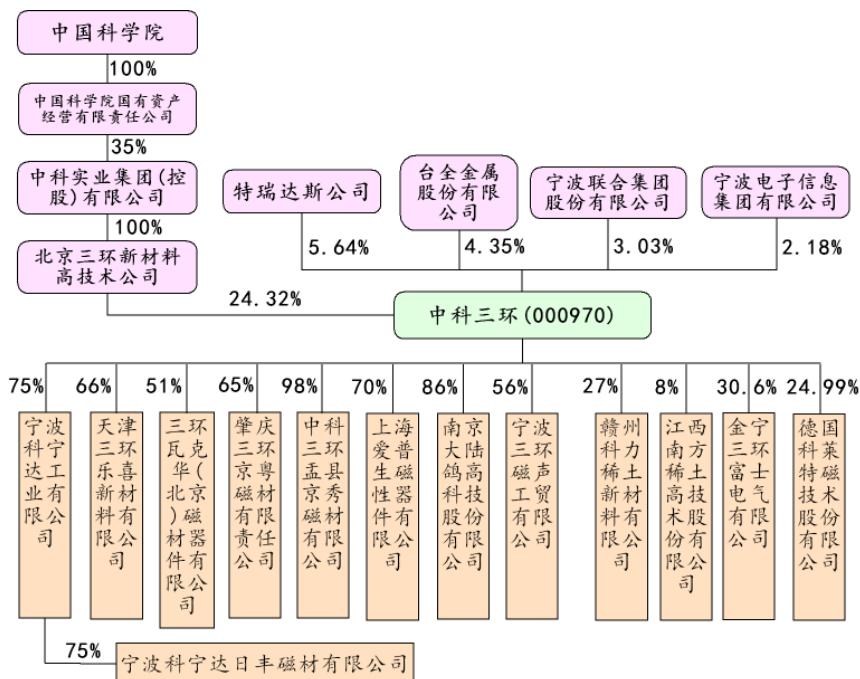 中国科学院
100%
中国科学院国有资产
经营有限责任公司
35%
中科实业集团(控
股)有限公司
100%
北京三环新材料
高技术公司
24.32%
特瑞达斯公司
5.64%
台全金属
股份有限
公司
4.35%
宁波联合集团
股份有限公司
3.03%
宁波电子信息
集团有限公司
2.18%
中科三环(000970)
75%
66%
51%
65%
98%
70%
86%
56%
27%
8%
30.6%
24.99%
宁波科宁达工业有限公司
天津三环乐喜新材料有限公司
三环瓦克华(北京)磁材器件有限公司
肇庆三环京粤磁材有限责任公司
中科三环盂县京秀磁材有限公司
上海爱普生磁性器件有限公司
南京大陆鸽高科技股份有限公司
宁波三环磁声工贸有限公司
赣州科力稀土新材料有限公司
江西南方稀土高技术股份有限公司
金宁三环富士电气有限公司
德国科莱特磁技术股份有限公司
75%
宁波科宁达日丰磁材有限公司